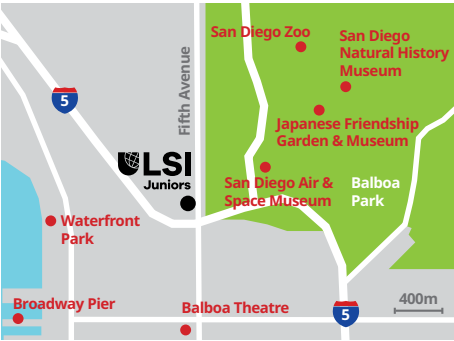 San Diego Zoo
San Diego
Natural History
Museum
Fifth Avenue
5
Japanese Friendship
Garden & Museum
LSI
Juniors
San Diego Air &
Space Museum
Balboa
Park
Waterfront
Park
400m
Broadway Pier
Balboa Theatre
5